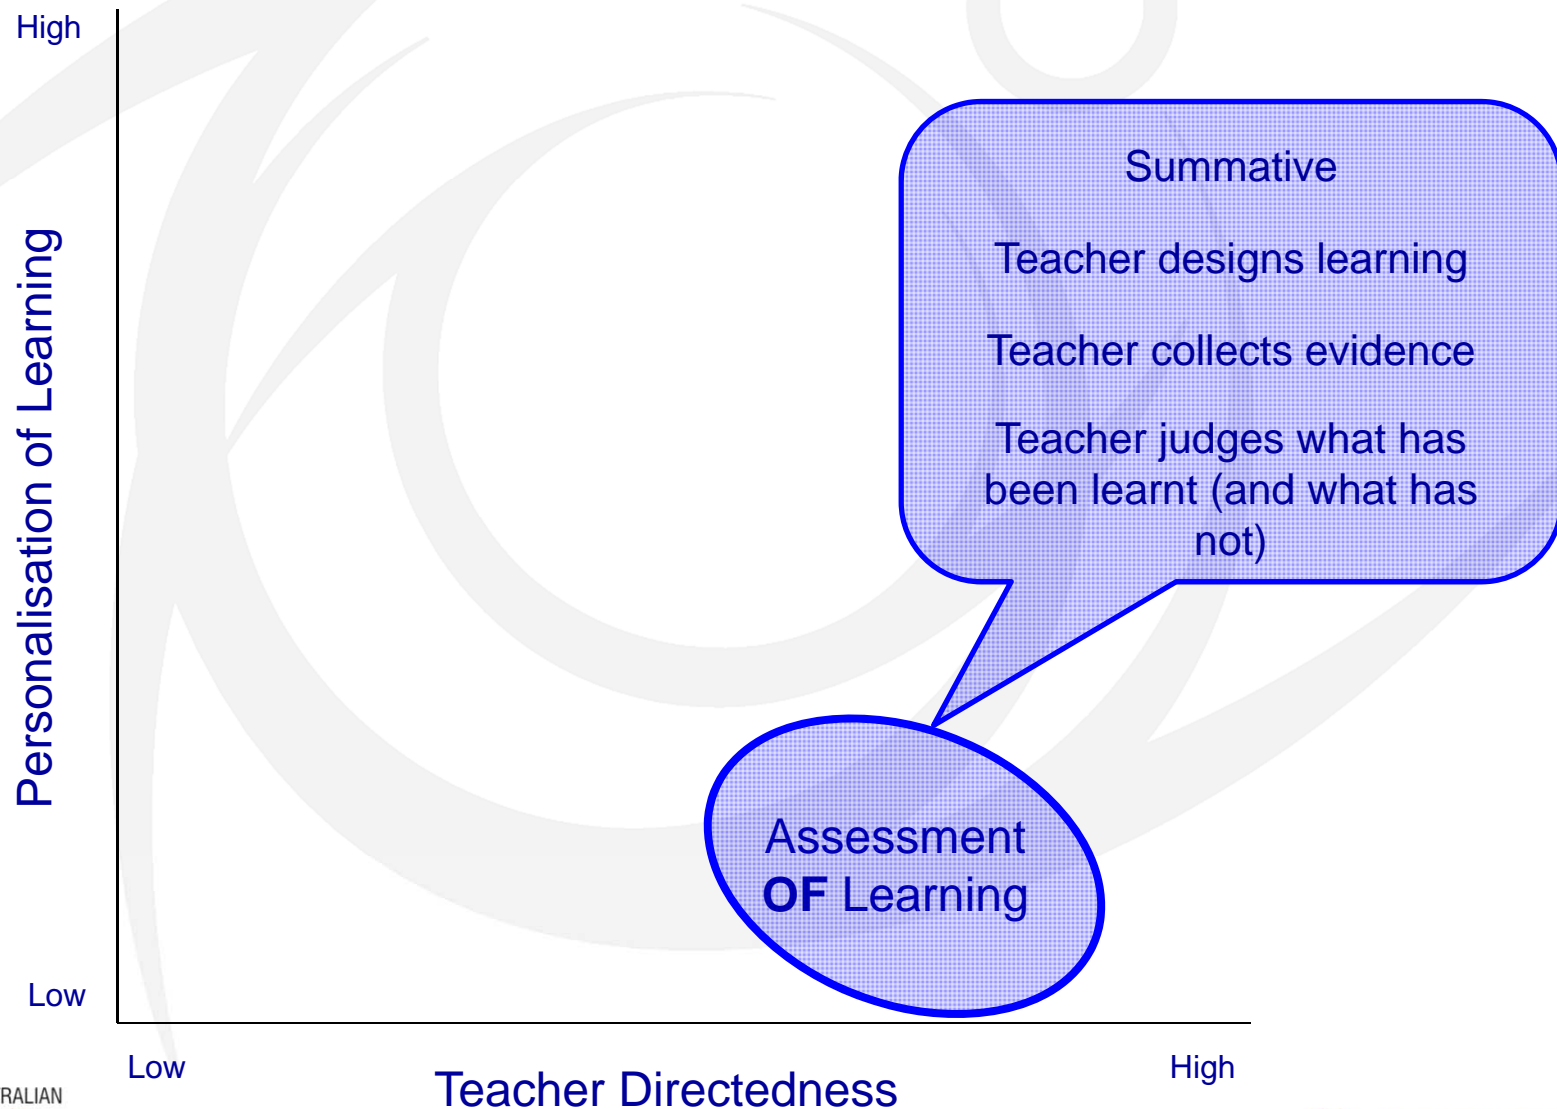 High
Personalisation of Learning
Summative
Teacher designs learning
Teacher collects evidence
Teacher judges what has
been learnt (and what has
not)
Assessment
OF Learning
Low
Low
High
Teacher Directedness
RALIAN